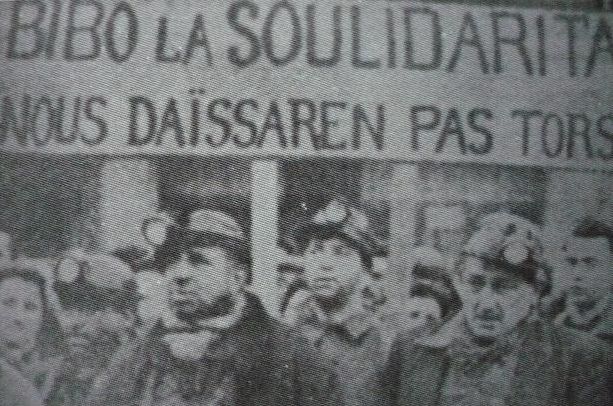 BIBO LA SOULIDARITA
NOUS DAÏSSAREN PAS TORS